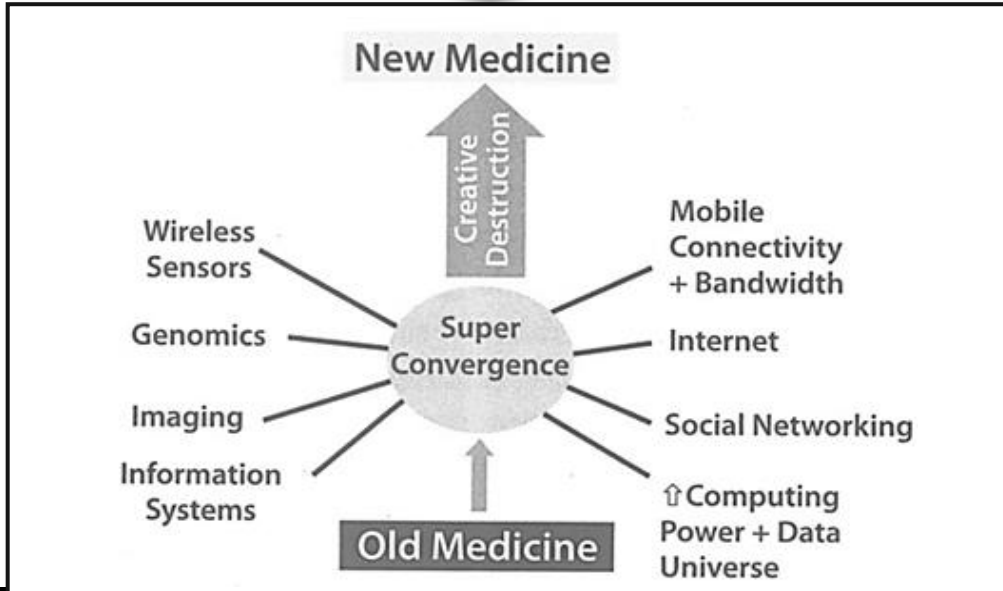 New Medicine
Creative
Destruction
Wireless
Sensors
Genomics
Imaging
Information
Systems
Super
Convergence
Mobile
Connectivity
+ Bandwidth
Internet
Social Networking
⇧Computing
Power + Data
Universe
Old Medicine